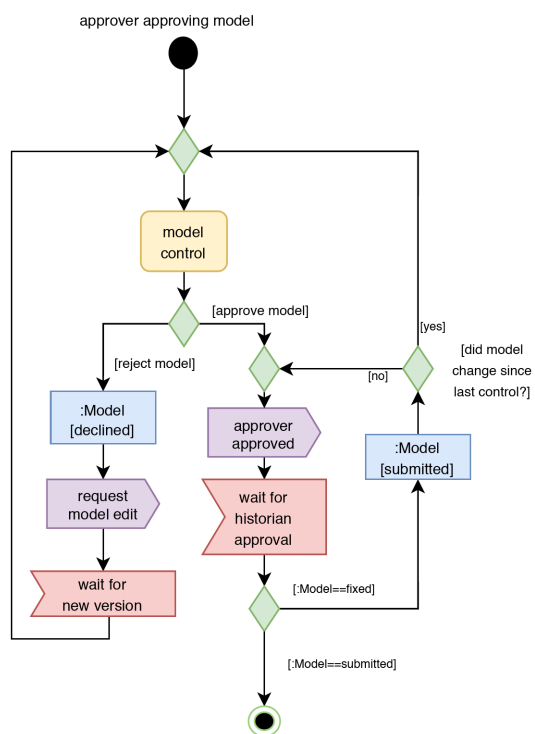 approver approving model
model
control
[approve model]
[reject model]
[yes]
[did model
change since
last control?]
[no]
:Model
[declined]
approver
approved
:Model
[submitted]
request
model edit
wait for
historian
approval
wait for
new version
[:Model==fixed]
[:Model==submitted]